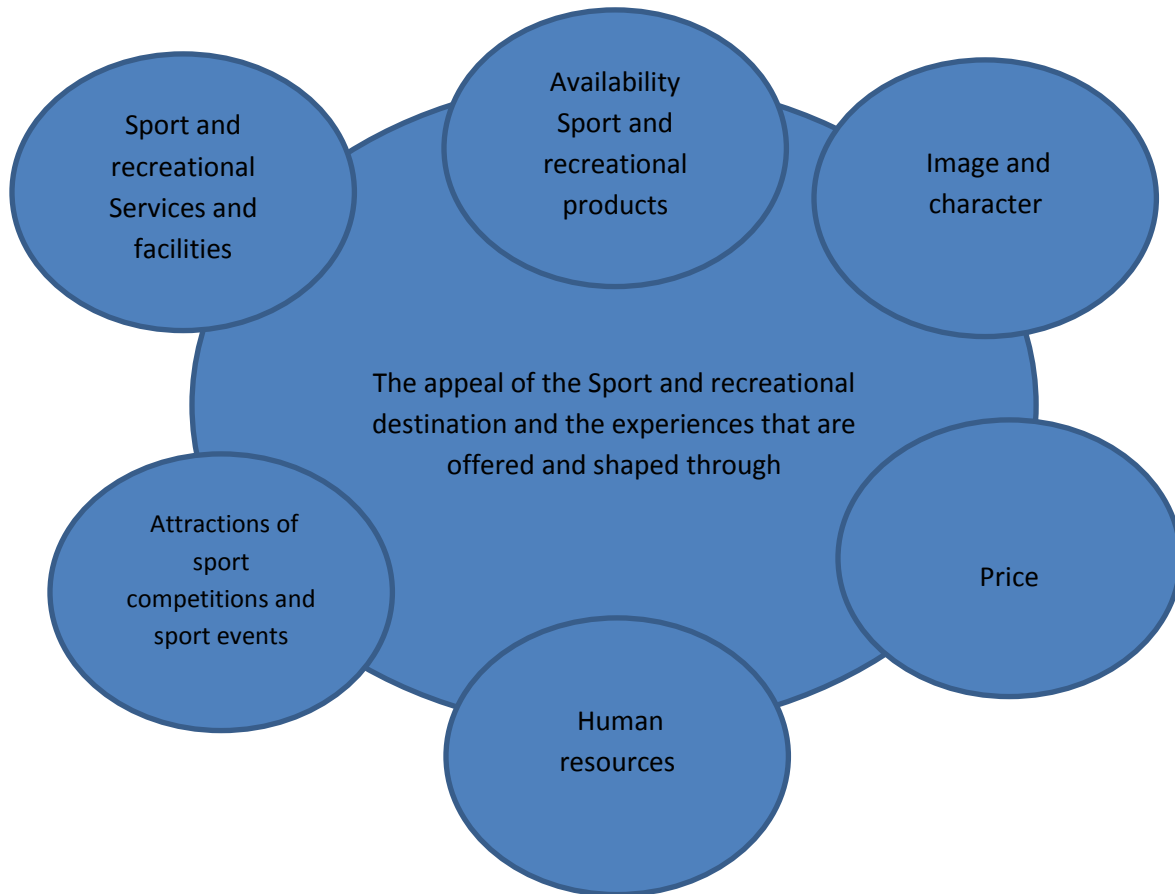 Availability
Sport and
recreational
products
Sport and
recreational
Services and
facilities
Image and
character
The appeal of the Sport and recreational
destination and the experiences that are
offered and shaped through
Attractions of
sport
competitions and
sport events
Price
Human
resources